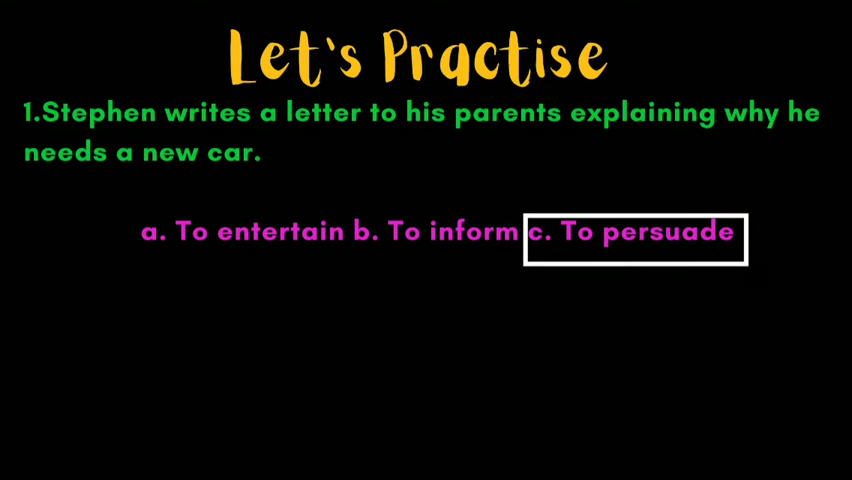 Let's Practise
1.Stephen writes a letter to his parents explaining why he
needs a new car.
a. To entertain b. To inform c. To persuade